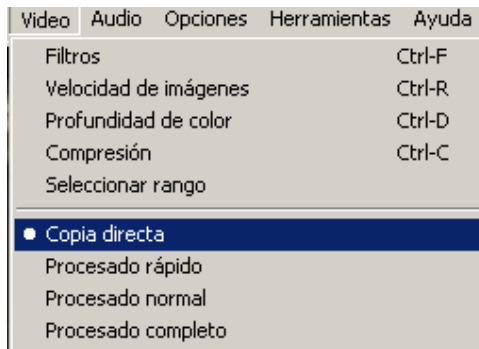 Video Audio Opciones Herramientas Ayuda
Filtros Ctrl-F
Velocidad de imágenes Ctrl-R
Profundidad de color Ctrl-D
Compresión Ctrl-C
Seleccionar rango
Copia directa
Procesado rápido
Procesado normal
Procesado completo